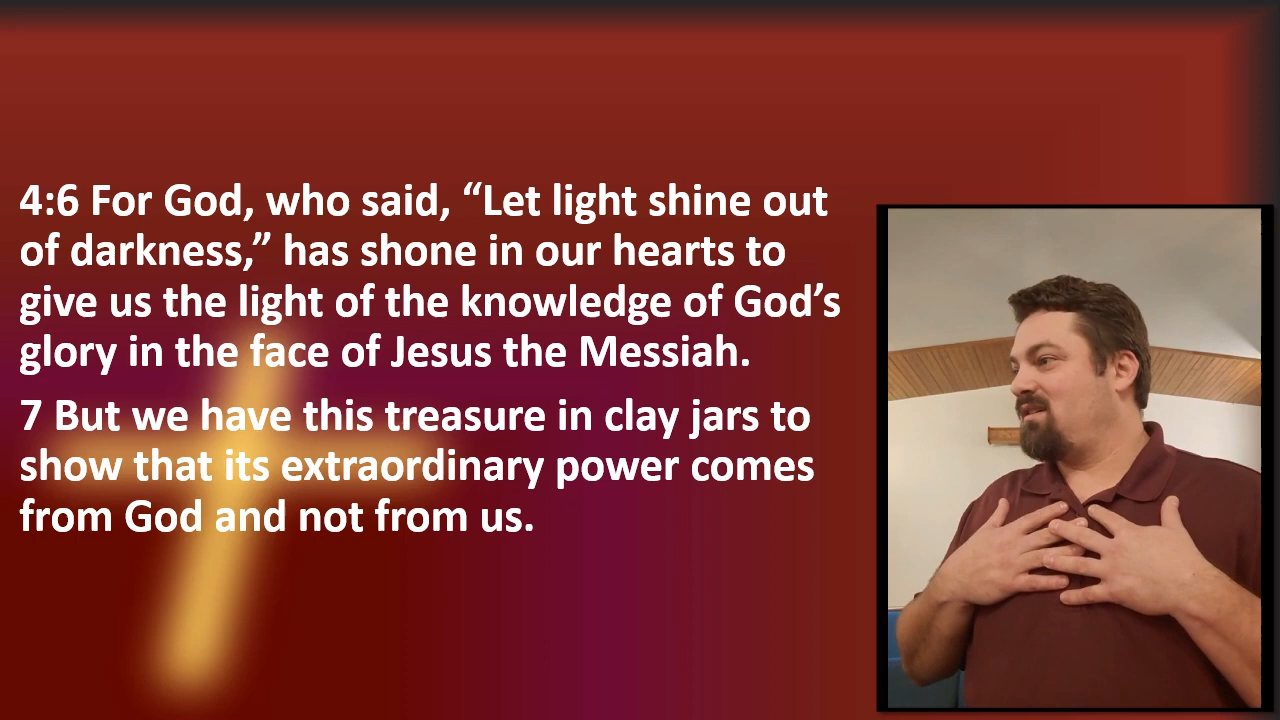 4:6 For God, who said, “Let light shine out
of darkness,” has shone in our hearts to
give us the light of the knowledge of God’s
glory in the face of Jesus the Messiah.
7 But we have this treasure in clay jars to
show that its extraordinary power comes
from God and not from us.